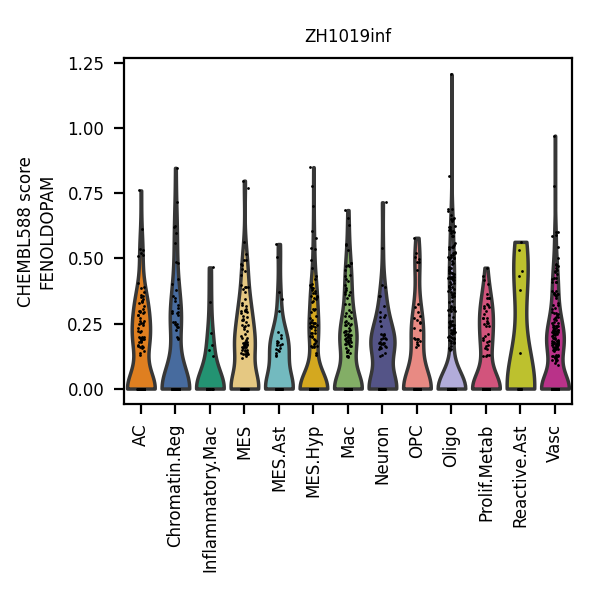 ZH1019inf
CHEMBL588 score
FENOLDOPAM
1.25
1.00
0.75
0.50
0.25
0.00
AC
Chromatin.Reg
Inflammatory.Mac
MES
MES.Ast
MES.Hyp
Mac
Neuron
OPC
Oligo
Prolif.Metab
Reactive.Ast
Vasc